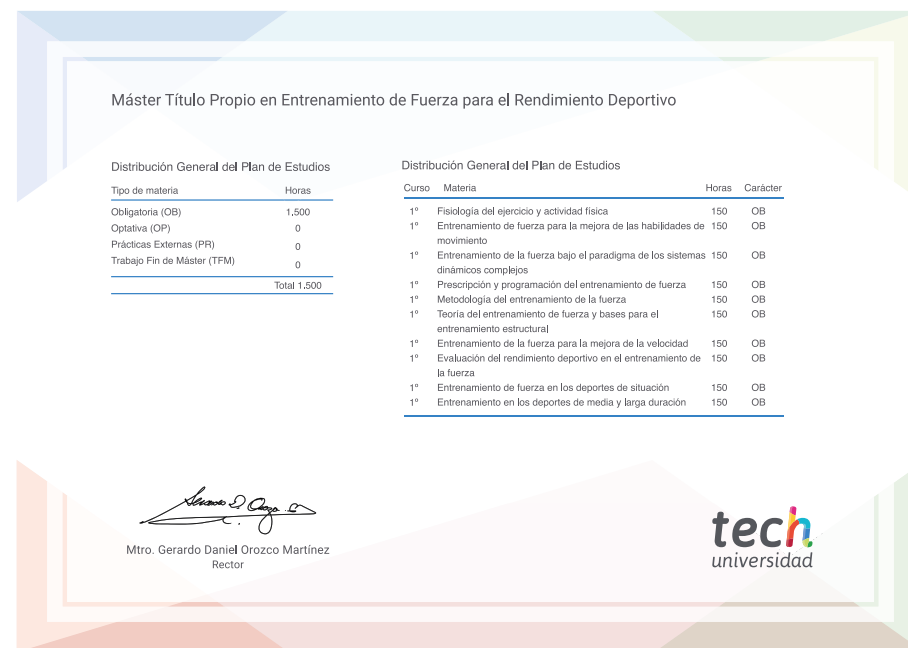 Máster Título Propio en Entrenamiento de Fuerza para el Rendimiento Deportivo
Distribución General del Plan de Estudios
Tipo de materia Horas
Obligatoria (OB) 1.500
Optativa (OP) 0
Prácticas Externas (PR) 0
Trabajo Fin de Máster (TFM) 0
Total 1.500
Distribución General del Plan de Estudios
Curso Materia Horas Carácter
1º Fisiología del ejercicio y actividad física 150 OB
1º Entrenamiento de fuerza para la mejora de las habilidades de 150 OB
movimiento
1º Entrenamiento de la fuerza bajo el paradigma de los sistemas 150 OB
dinámicos complejos
1º Prescripción y programación del entrenamiento de fuerza 150 OB
1º Metodología del entrenamiento de la fuerza 150 OB
1º Teoría del entrenamiento de fuerza y bases para el 150 OB
entrenamiento estructural
1º Entrenamiento de la fuerza para la mejora de la velocidad 150 OB
1º Evaluación del rendimiento deportivo en el entrenamiento de 150 OB
la fuerza
1º Entrenamiento de fuerza en los deportes de situación 150 OB
1º Entrenamiento en los deportes de media y larga duración 150 OB
Mtro. Gerardo Daniel Orozco Martínez
Rector
tech
universidad